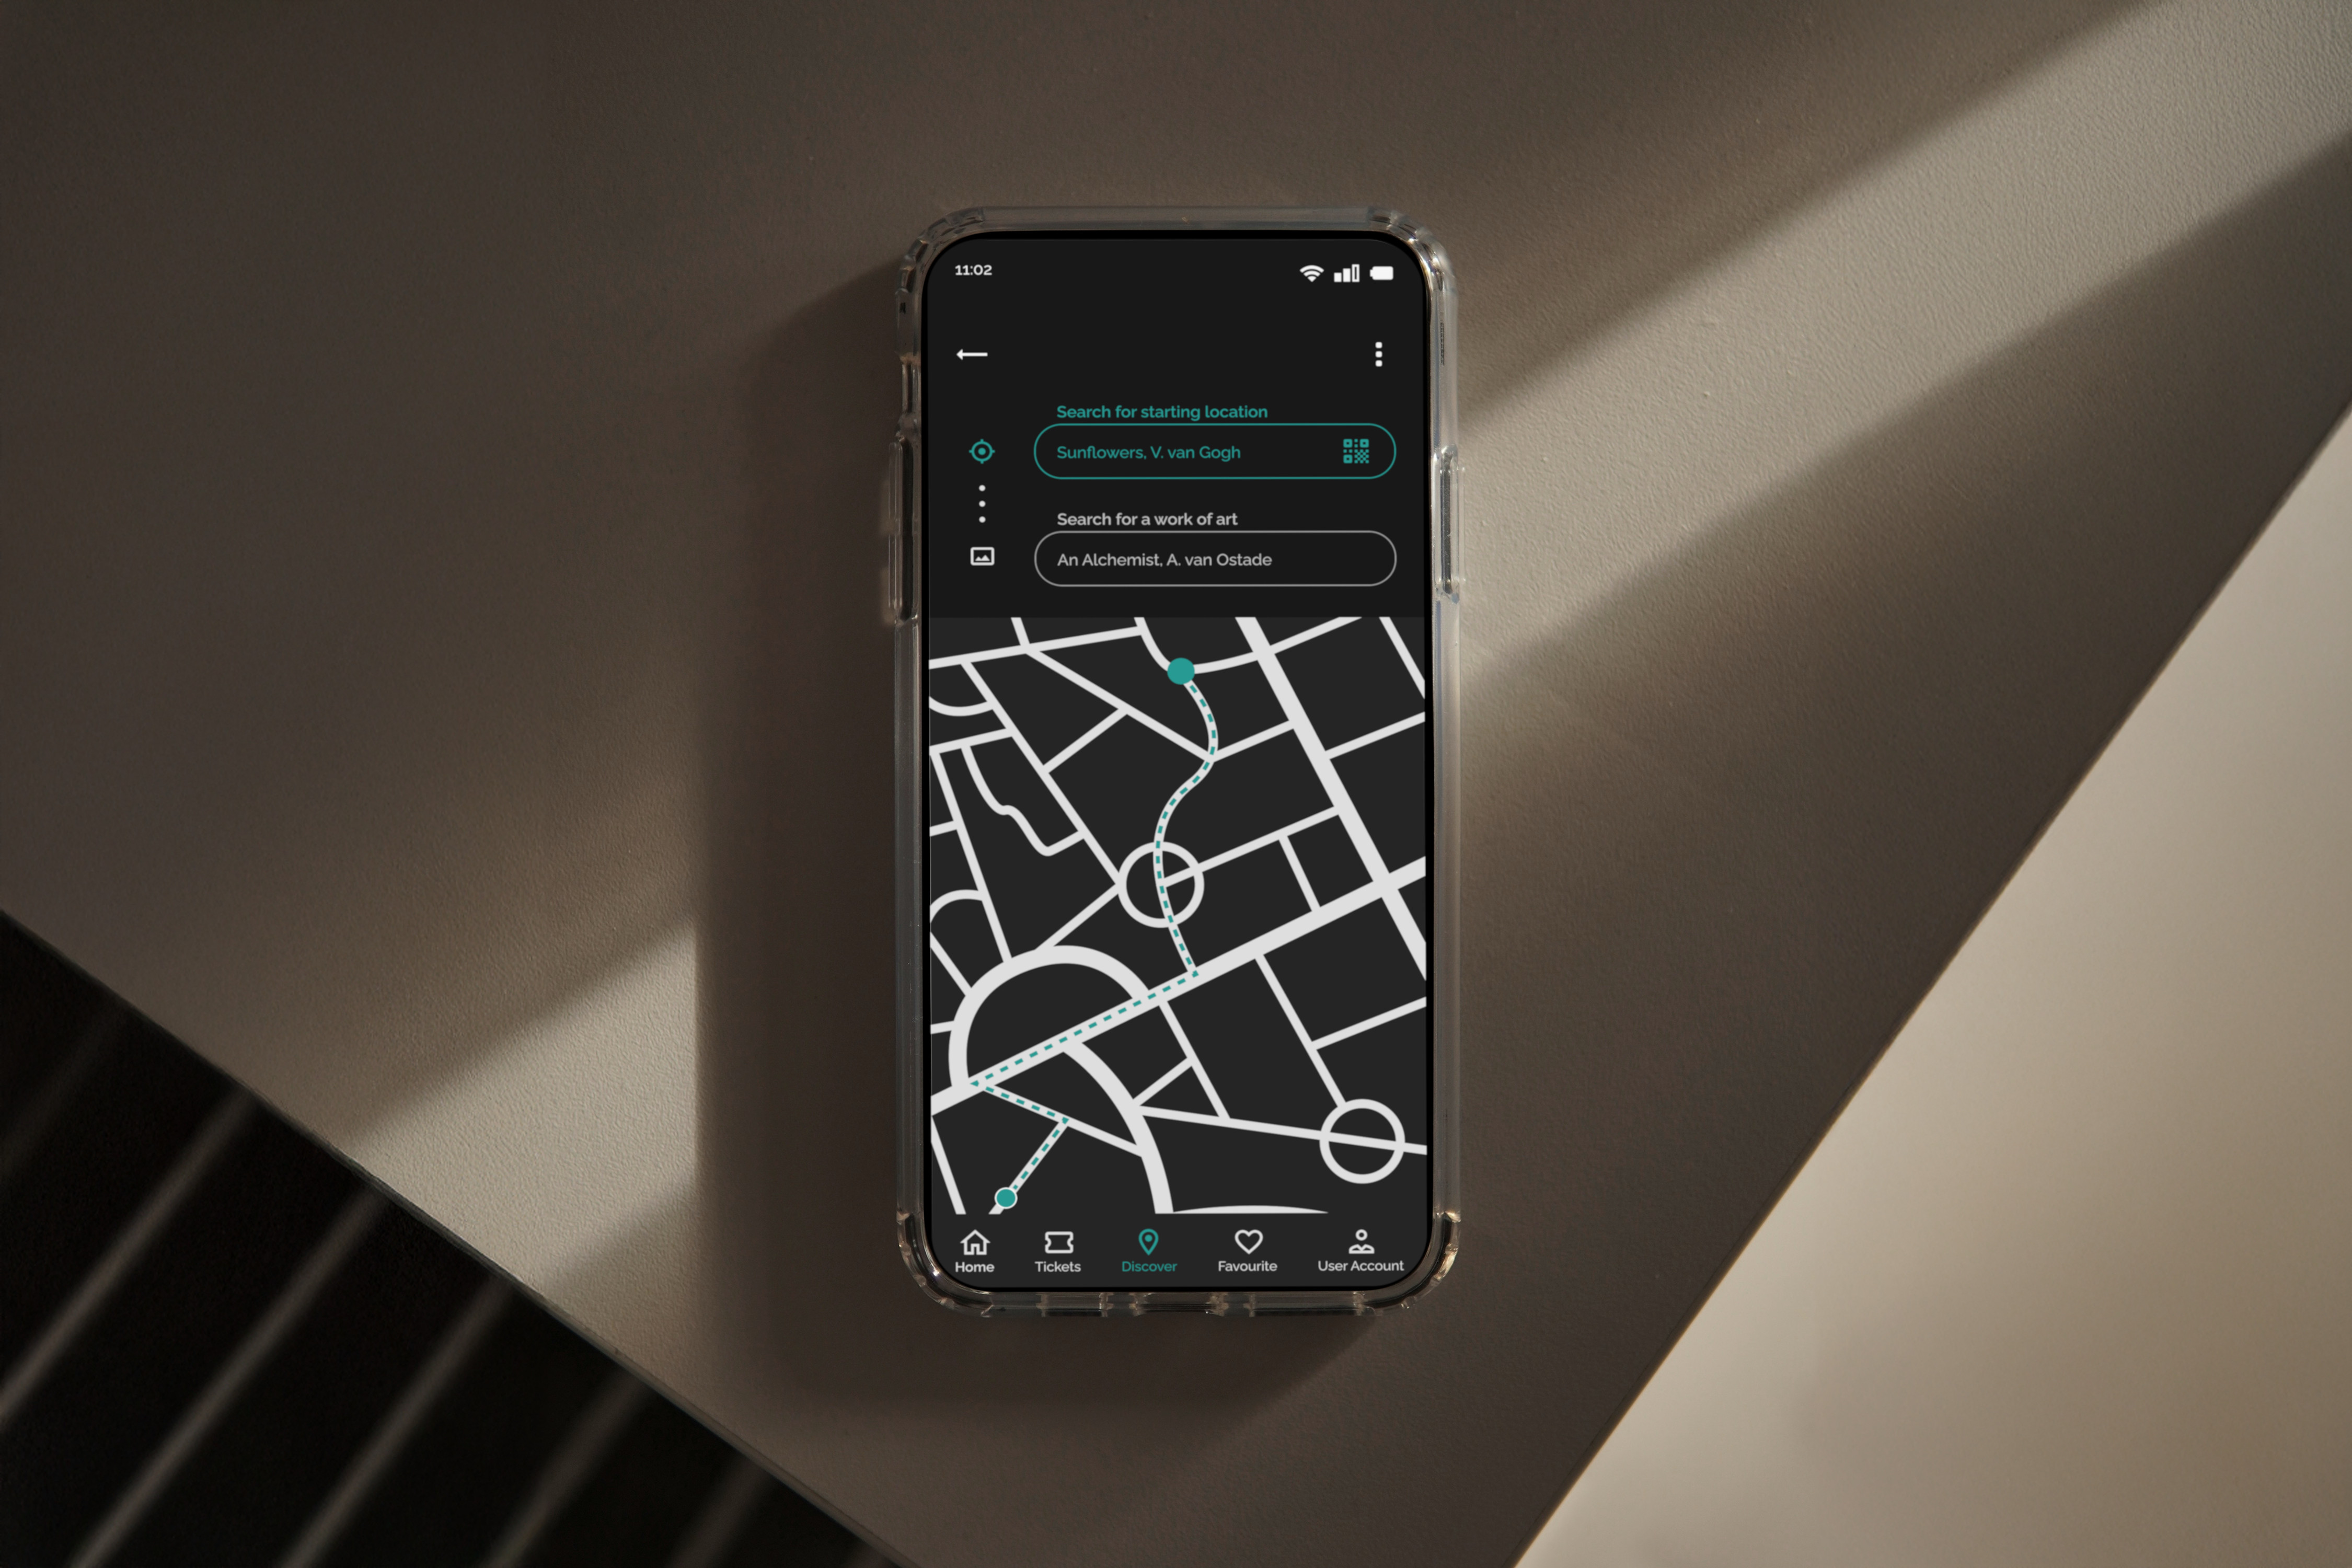 11:02
Search for starting location
Sunflowers, V. van Gogh
Search for a work of art
An Alchemist, A. van Ostade
Home
Tickets
Discover
Favourite
User Account